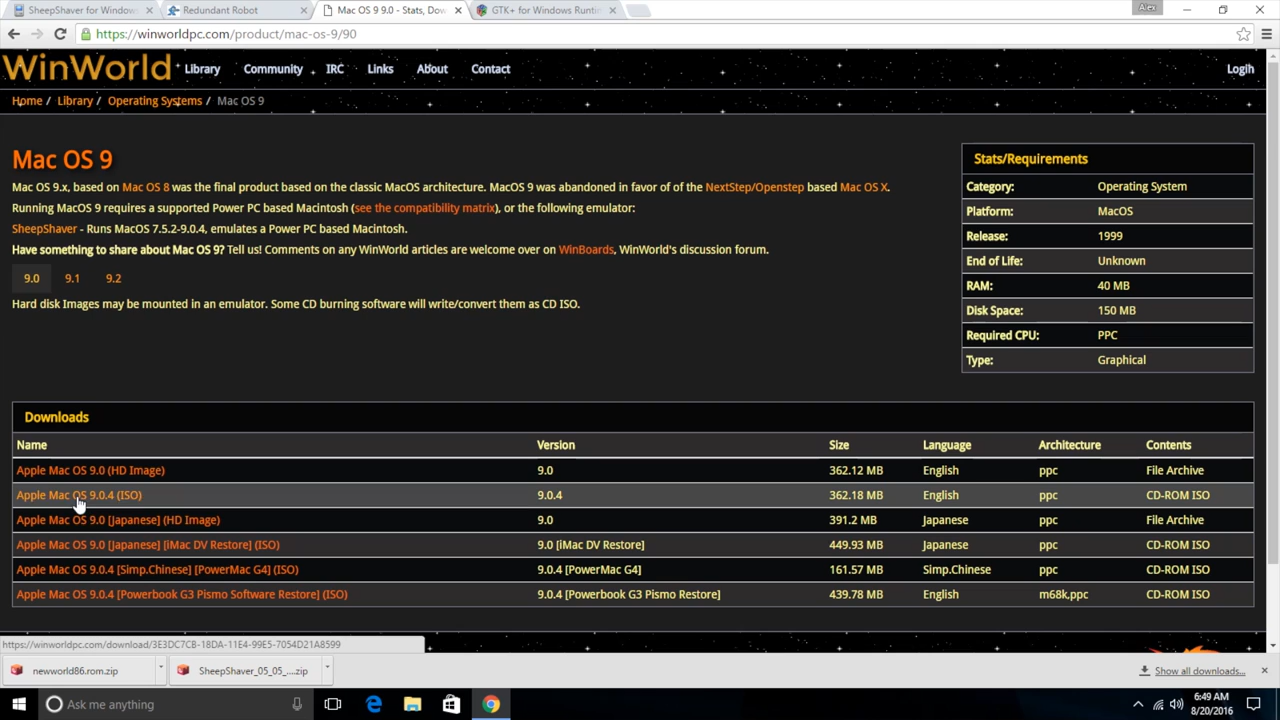 SheepShaver for Windows
Redundant Robot
Mac OS 9 9.0 - Stats, Dow
GTK+ for Windows Runtim
Alex
https://winworldpc.com/product/mac-os-9/90
WinWorld Library Community IRC Links About Contact Login
Home / Library / Operating Systems / Mac OS 9
Mac OS 9
Mac OS 9.x, based on Mac OS 8 was the final product based on the classic MacOS architecture. MacOS 9 was abandoned in favor of of the NextStep/Openstep based Mac OS X.
Running MacOS 9 requires a supported Power PC based Macintosh (see the compatibility matrix), or the following emulator:
SheepShaver - Runs MacOS 7.5.2-9.0.4, emulates a Power PC based Macintosh.
Have something to share about Mac OS 9? Tell us! Comments on any WinWorld articles are welcome over on WinBoards, WinWorld's discussion forum.
9.0 9.1 9.2
Hard disk Images may be mounted in an emulator. Some CD burning software will write/convert them as CD ISO.
Stats/Requirements
Category: Operating System
Platform: MacOS
Release: 1999
End of Life: Unknown
RAM: 40 MB
Disk Space: 150 MB
Required CPU: PPC
Type: Graphical
Downloads
Name Version Size Language Architecture Contents
Apple Mac OS 9.0 (HD Image) 9.0 362.12 MB English ppc File Archive
Apple Mac OS 9.0.4 (ISO) 9.0.4 362.18 MB English ppc CD-ROM ISO
Apple Mac OS 9.0 [Japanese] (HD Image) 9.0 391.2 MB Japanese ppc File Archive
Apple Mac OS 9.0 [Japanese] [iMac DV Restore] (ISO) 9.0 [iMac DV Restore] 449.93 MB Japanese ppc CD-ROM ISO
Apple Mac OS 9.0.4 [Simp.Chinese] [PowerMac G4] (ISO) 9.0.4 [PowerMac G4] 161.57 MB Simp.Chinese ppc CD-ROM ISO
Apple Mac OS 9.0.4 [Powerbook G3 Pismo Software Restore] (ISO) 9.0.4 [Powerbook G3 Pismo Restore] 439.78 MB English m68k,ppc CD-ROM ISO
https://winworldpc.com/download/3E3DC7CB-18DA-11E4-99E5-7054D21A8599
newworld86.rom.zip
SheepShaver_05_05_....zip
Show all downloads...
Ask me anything
6:49 AM
8/20/2016